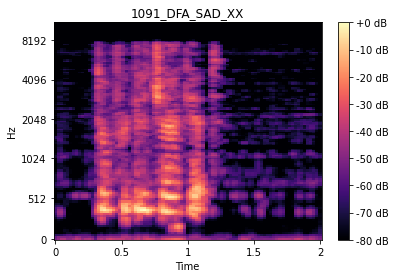 1091_DFA_SAD_XX
+0 dB
8192
-10 dB
4096
-20 dB
-30 dB
2048
Hz
-40 dB
1024
-50 dB
512
-60 dB
-70 dB
0
-80 dB
0 0.5 1 1.5 2
Time